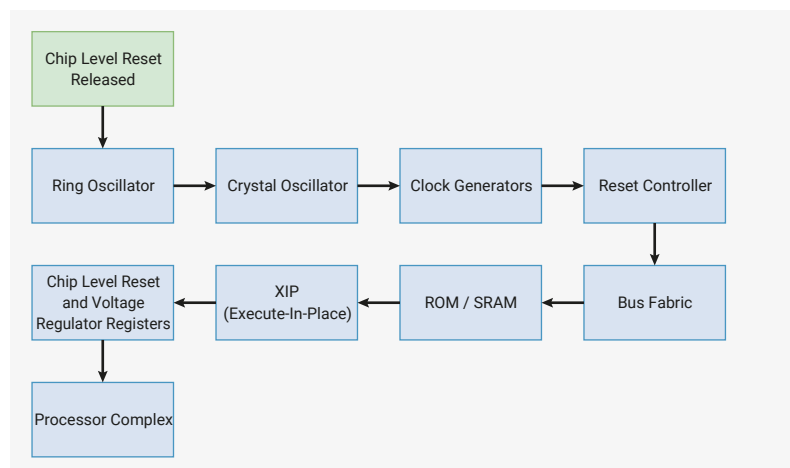 Chip Level Reset
Released
Ring Oscillator
Crystal Oscillator
Clock Generators
Reset Controller
Bus Fabric
ROM / SRAM
XIP
(Execute-In-Place)
Chip Level Reset
and Voltage
Regulator Registers
Processor Complex